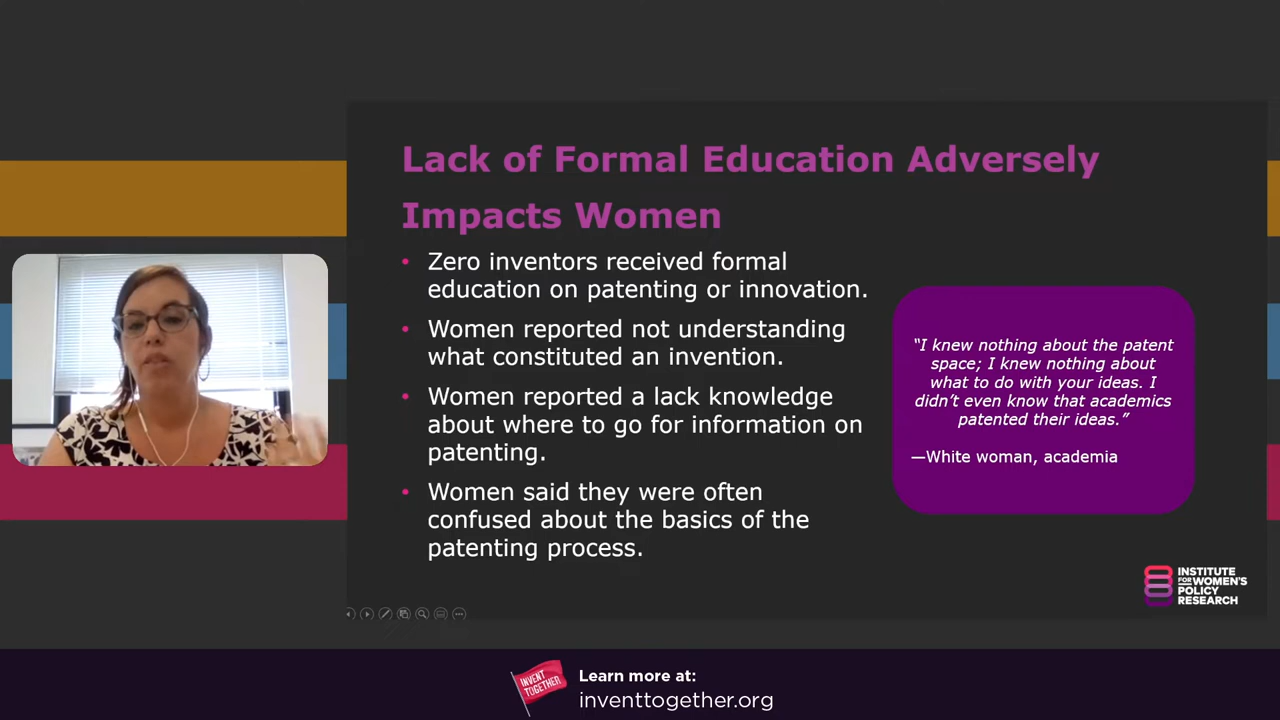 Lack of Formal Education Adversely
Impacts Women
• Zero inventors received formal
education on patenting or innovation.
• Women reported not understanding
what constituted an invention.
• Women reported a lack knowledge
about where to go for information on
patenting.
• Women said they were often
confused about the basics of the
patenting process.
“I knew nothing about the patent
space; I knew nothing about
what to do with your ideas. I
didn’t even know that academics
patented their ideas.”
—White woman, academia
INSTITUTE
FOR WOMEN'S
POLICY
RESEARCH
INVENT
TOGETHER
Learn more at:
inventtogether.org